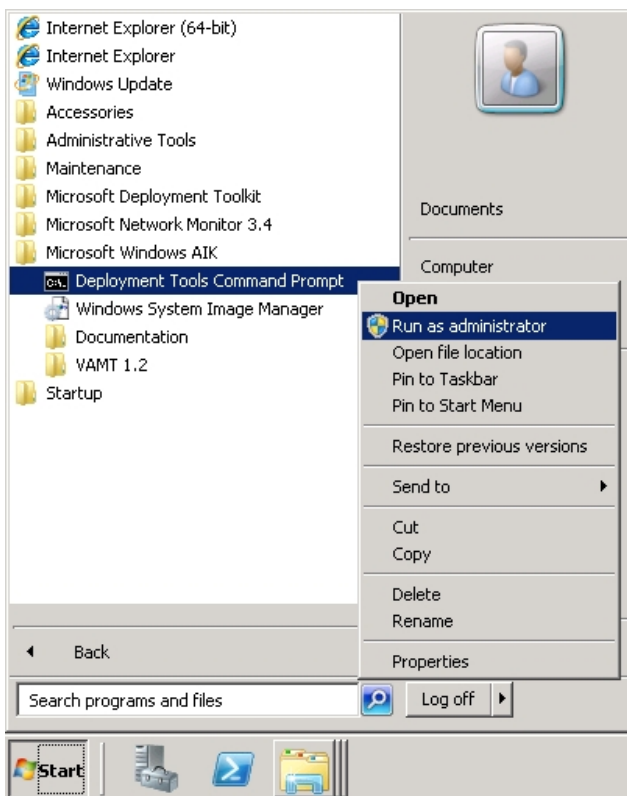 Internet Explorer (64-bit)
Internet Explorer
Windows Update
Accessories
Administrative Tools
Maintenance
Microsoft Deployment Toolkit
Microsoft Network Monitor 3.4
Microsoft Windows AIK
Deployment Tools Command Prompt
Windows System Image Manager
Documentation
VAMT 1.2
Startup
Back
Search programs and files
Documents
Computer
Open
Run as administrator
Open file location
Pin to Taskbar
Pin to Start Menu
Restore previous versions
Send to
Cut
Copy
Delete
Rename
Properties
Log off
Start